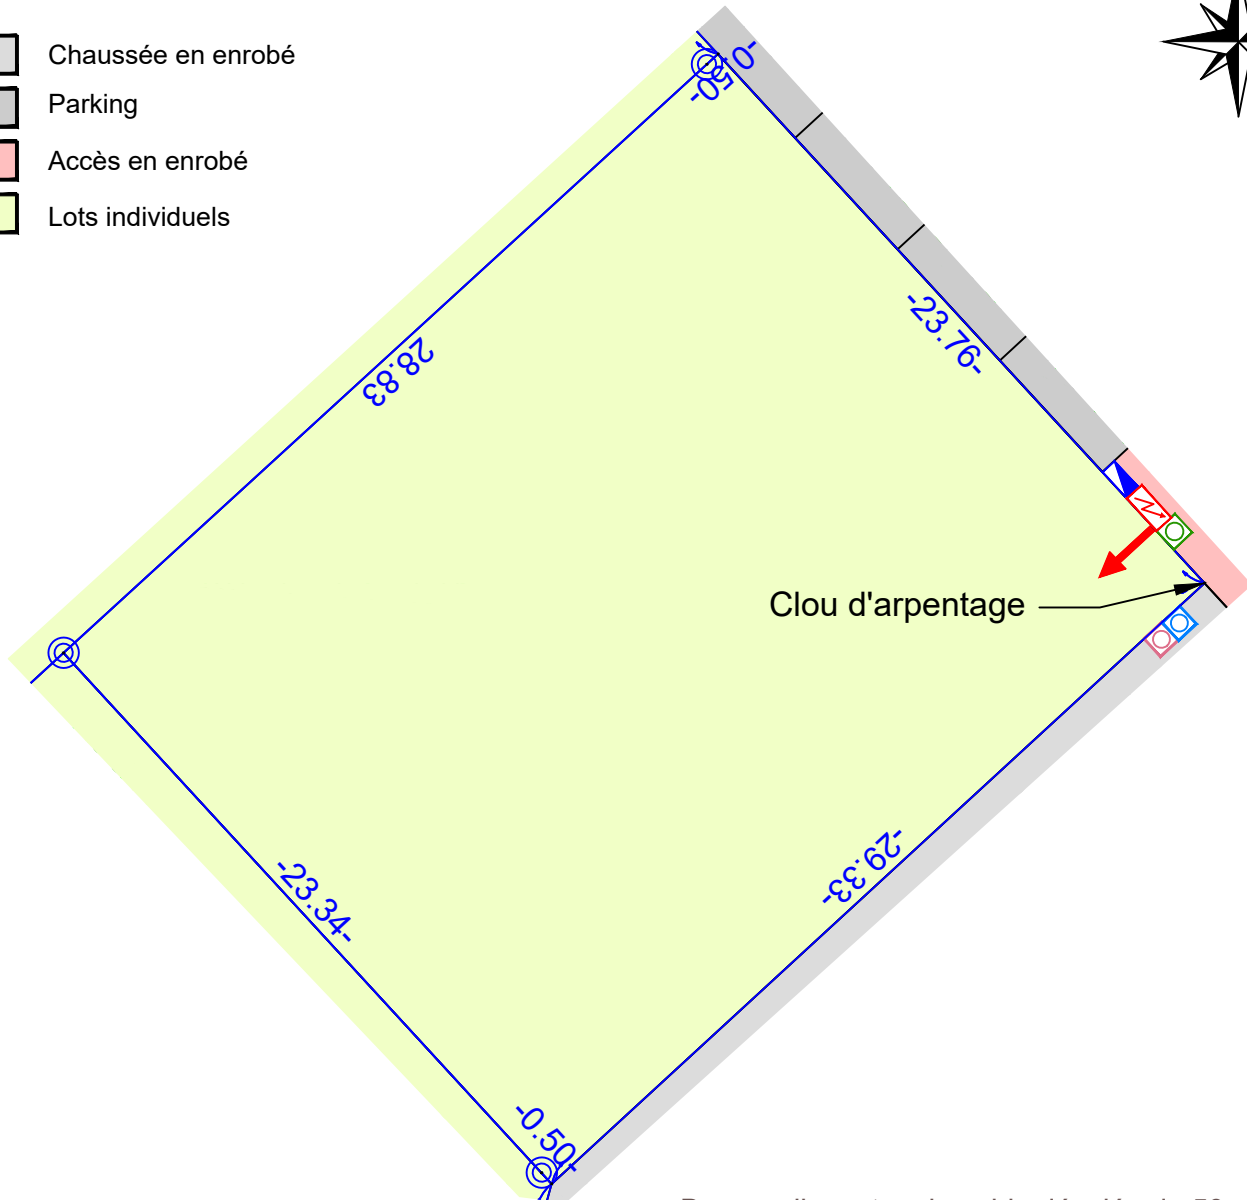 Chaussée en enrobé
Parking
Accès en enrobé
Lots individuels
-0.50-
28.83
-23.76-
Clou d'arpentage
-29.33-
-23.34-
-0.50-